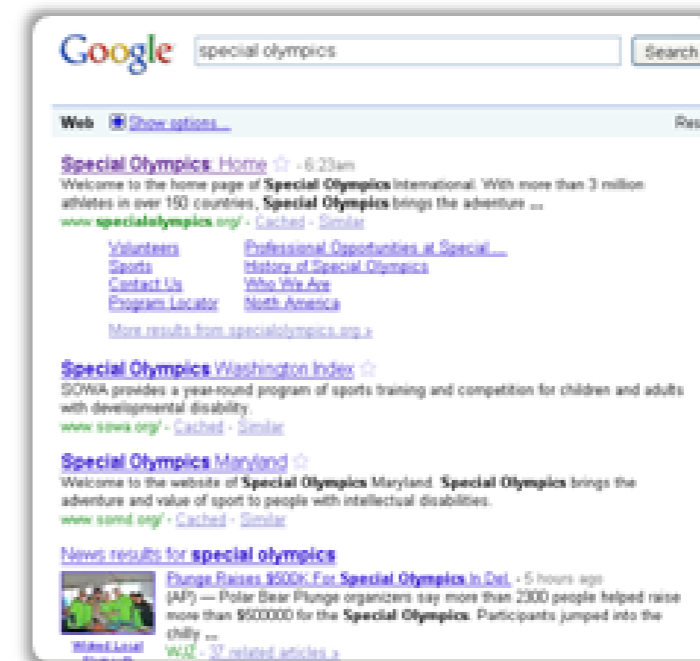 Google special olympics Search
Web Show options...
Special Olympics: Home - 6:23am
Welcome to the home page of Special Olympics International. With more than 3 million
athletes in over 150 countries, Special Olympics brings the adventure ...
www.specialolympics.org/ - Cached - Similar
Volunteers Professional Opportunities at Special ...
Sports History of Special Olympics
Contact Us Who We Are
Program Locator North America
More results from specialolympics.org »
Special Olympics Washington Index
SOWA provides a year-round program of sports training and competition for children and adults
with developmental disability.
www.sowa.org/ - Cached - Similar
Special Olympics Maryland
Welcome to the website of Special Olympics Maryland. Special Olympics brings the
adventure and value of sport to people with intellectual disabilities.
www.somd.org/ - Cached - Similar
News results for special olympics
Plunge Raises $500K For Special Olympics In Del. - 5 hours ago
(AP) — Polar Bear Plunge organizers say more than 2300 people helped raise
more than $500000 for the Special Olympics. Participants jumped into the
chilly ...
WJZ - 37 related articles »
Wicked Local